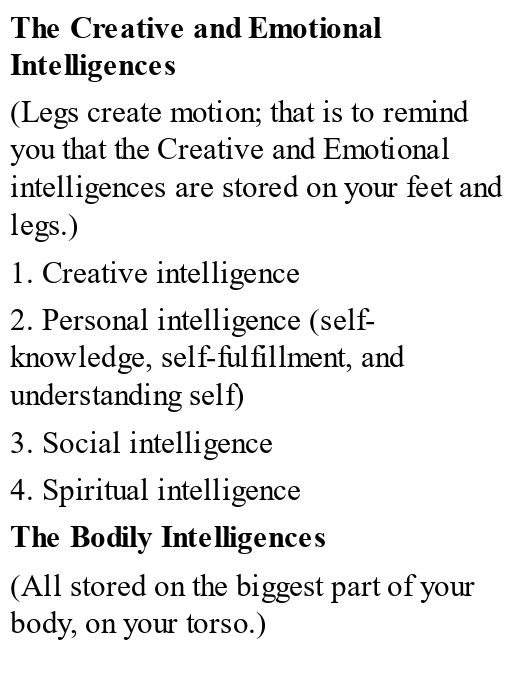 The Creative and Emotional
Intelligences
(Legs create motion; that is to remind
you that the Creative and Emotional
intelligences are stored on your feet and
legs.)
1. Creative intelligence
2. Personal intelligence (self-
knowledge, self-fulfillment, and
understanding self)
3. Social intelligence
4. Spiritual intelligence
The Bodily Intelligences
(All stored on the biggest part of your
body, on your torso.)